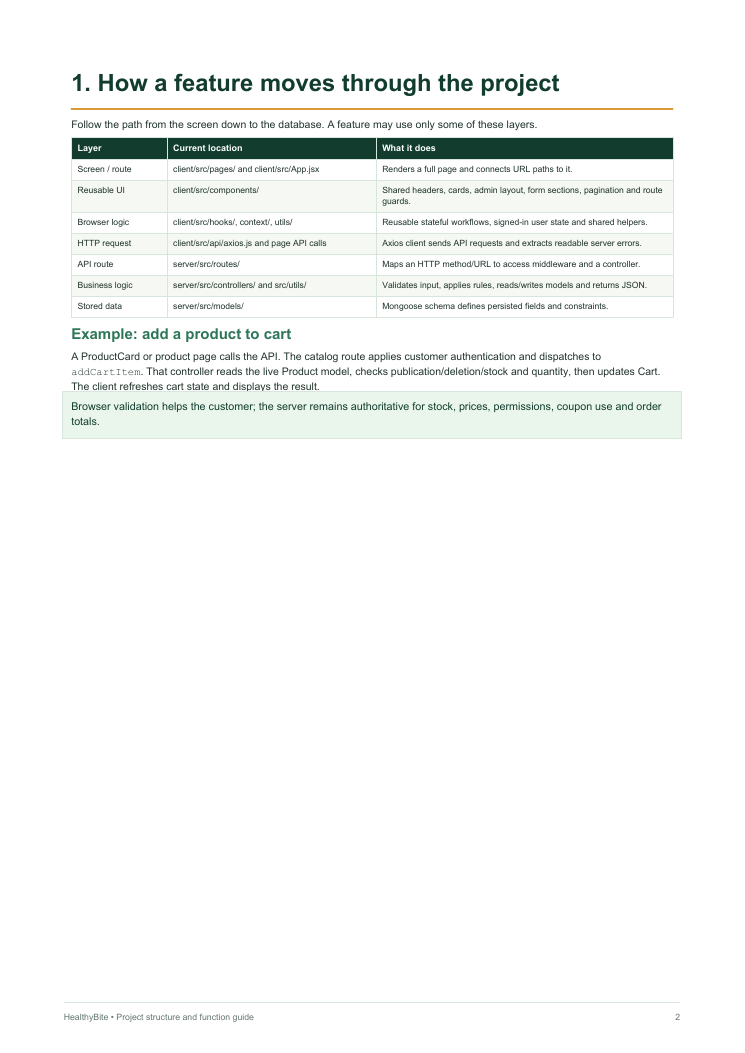 1. How a feature moves through the project
Follow the path from the screen down to the database. A feature may use only some of these layers.
Layer Current location What it does
Screen / route client/src/pages/ and client/src/App.jsx Renders a full page and connects URL paths to it.
Reusable UI client/src/components/ Shared headers, cards, admin layout, form sections, pagination and route
guards.
Browser logic client/src/hooks/, context/, utils/ Reusable stateful workflows, signed-in user state and shared helpers.
HTTP request client/src/api/axios.js and page API calls Axios client sends API requests and extracts readable server errors.
API route server/src/routes/ Maps an HTTP method/URL to access middleware and a controller.
Business logic server/src/controllers/ and src/utils/ Validates input, applies rules, reads/writes models and returns JSON.
Stored data server/src/models/ Mongoose schema defines persisted fields and constraints.
Example: add a product to cart
A ProductCard or product page calls the API. The catalog route applies customer authentication and dispatches to
addCartItem. That controller reads the live Product model, checks publication/deletion/stock and quantity, then updates Cart.
The client refreshes cart state and displays the result.
Browser validation helps the customer; the server remains authoritative for stock, prices, permissions, coupon use and order
totals.
HealthyBite • Project structure and function guide 2